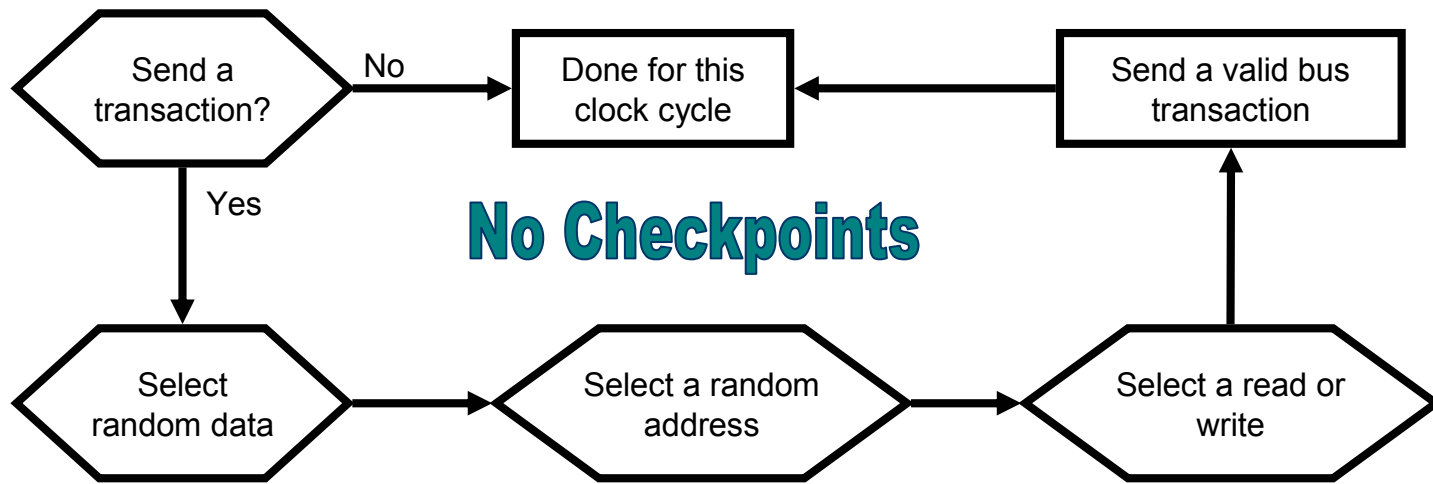 Send a
transaction?
No
Done for this
clock cycle
Send a valid bus
transaction
Yes
No Checkpoints
Select
random data
Select a random
address
Select a read or
write